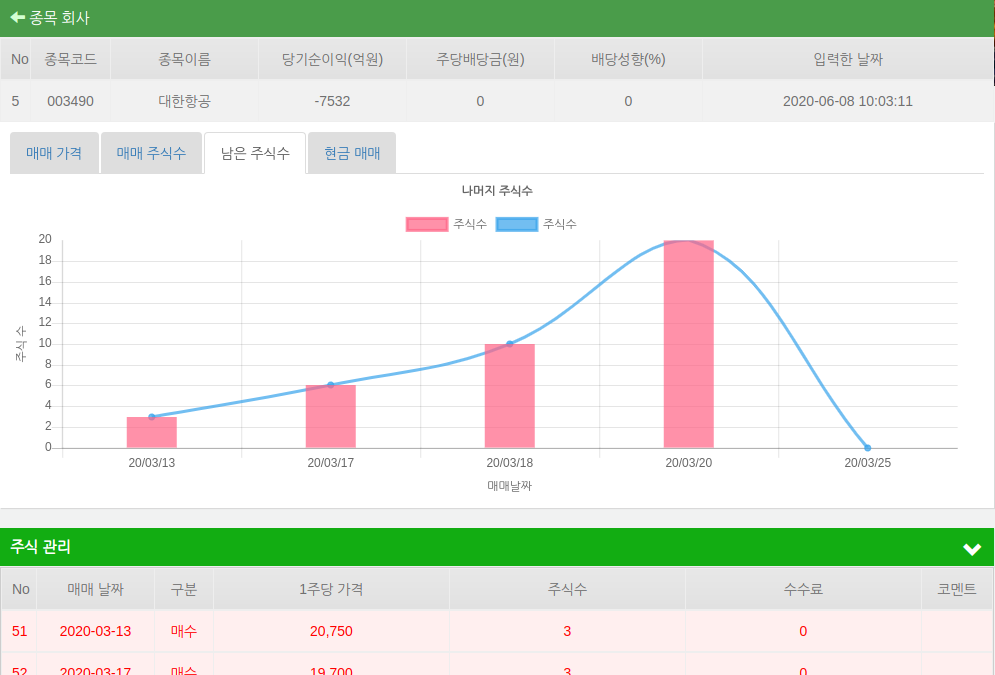 종목 회사
No 종목코드 종목이름 당기순이익(억원) 주당배당금(원) 배당성향(%) 입력한 날짜
5 003490 대한항공 -7532 0 0 2020-06-08 10:03:11
매매 가격 매매 주식수 남은 주식수 현금 매매
나머지 주식수
주식수 주식수
20
18
16
14
12
10
8
6
4
2
0
주식 수
20/03/13 20/03/17 20/03/18 20/03/20 20/03/25
매매날짜
주식 관리
No 매매 날짜 구분 1주당 가격 주식수 수수료 코멘트
51 2020-03-13 매수 20,750 3 0
52 2020-03-17 매수 19,700 3 0